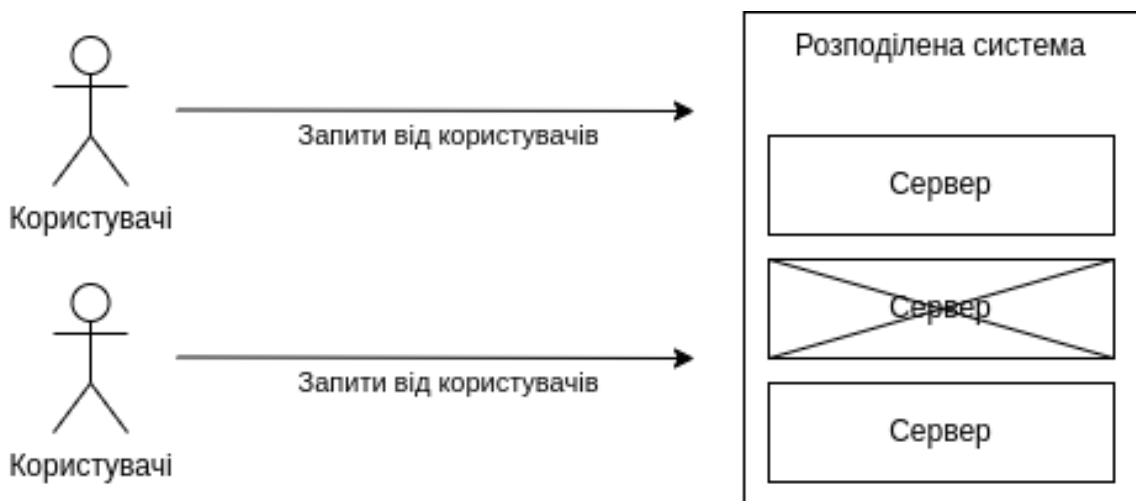 Розподілена система
Запити від користувачів
Користувачі
Сервер
Сервер
Запити від користувачів
Сервер
Користувачі